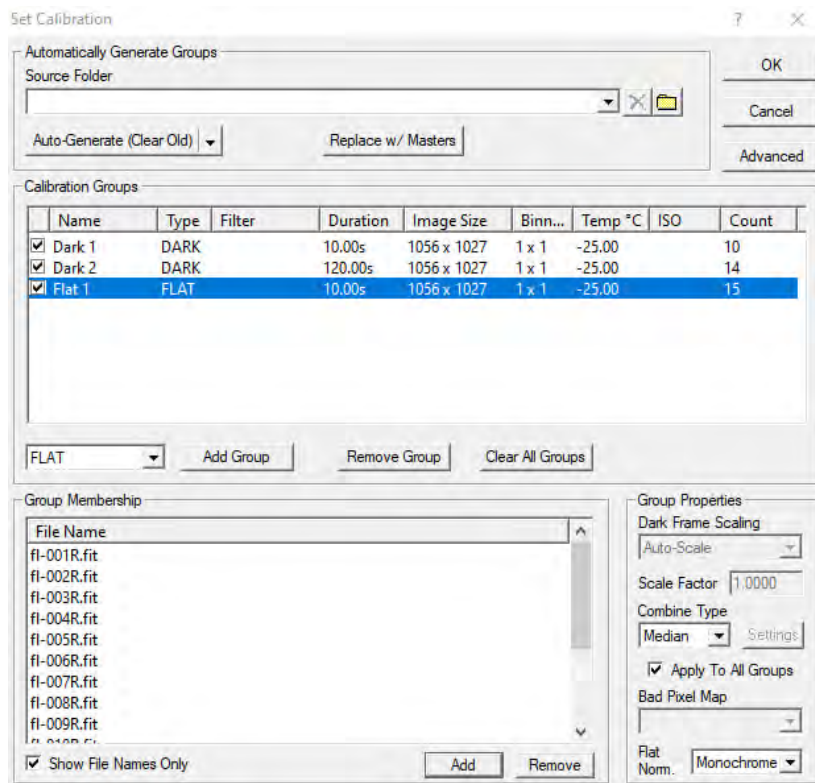 Set Calibration ? ×
Automatically Generate Groups
Source Folder
OK
Cancel
Auto-Generate (Clear Old) Replace w/ Masters
Advanced
Calibration Groups
Name Type Filter Duration Image Size Binn... Temp °C ISO Count
Dark 1 DARK 10.00s 1056 x 1027 1 x 1 -25.00 10
Dark 2 DARK 120.00s 1056 x 1027 1 x 1 -25.00 14
Flat 1 FLAT 10.00s 1056 x 1027 1 x 1 -25.00 15
FLAT Add Group Remove Group Clear All Groups
Group Membership
File Name
fl-001R.fit
fl-002R.fit
fl-003R.fit
fl-004R.fit
fl-005R.fit
fl-006R.fit
fl-007R.fit
fl-008R.fit
fl-009R.fit
Show File Names Only Add Remove
Group Properties
Dark Frame Scaling
Auto-Scale
Scale Factor 1.0000
Combine Type
Median Settings
Apply To All Groups
Bad Pixel Map
Flat
Norm. Monochrome